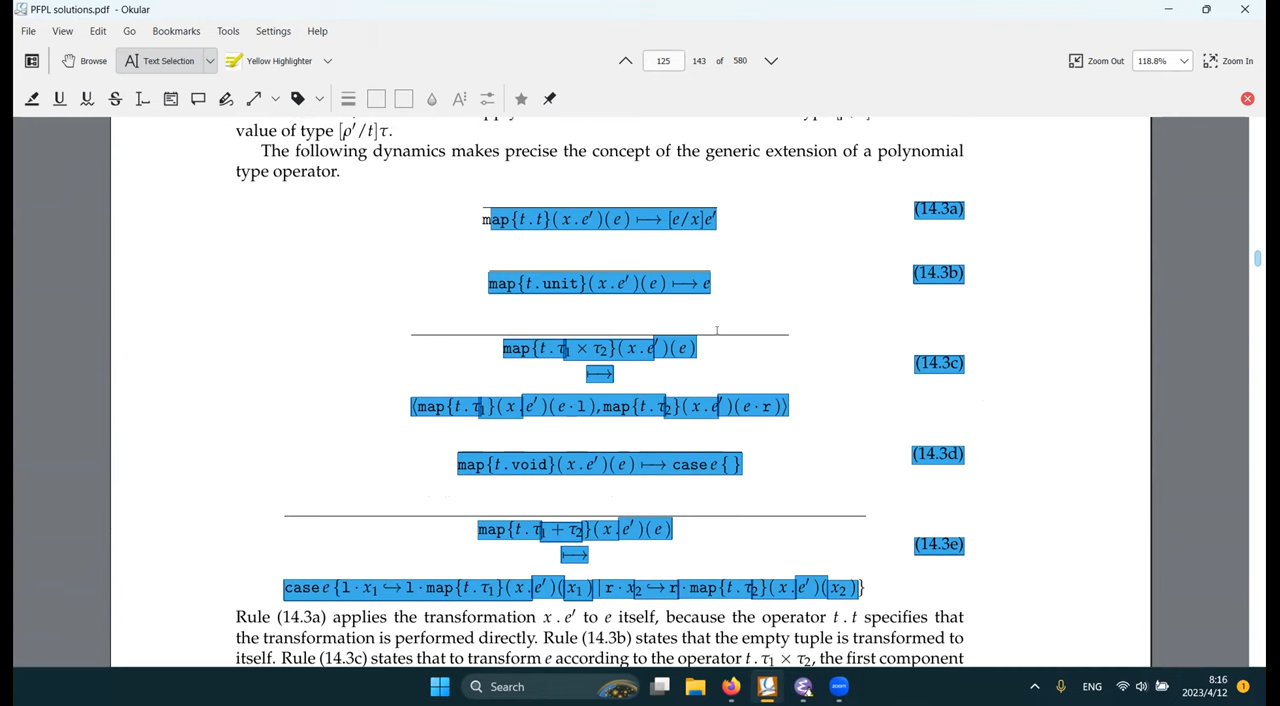 PFPL solutions.pdf - Okular
File View Edit Go Bookmarks Tools Settings Help
Browse Text Selection Yellow Highlighter 125 143 of 580 Zoom Out 118.8% Zoom In
value of type [ρ′/t]τ.
The following dynamics makes precise the concept of the generic extension of a polynomial
type operator.
map{t.t}(x.e′)(e) ⟼ [e/x]e′ (14.3a)
map{t.unit}(x.e′)(e) ⟼ e (14.3b)
map{t.τ₁ × τ₂}(x.e′)(e)
⟼ (14.3c)
⟨map{t.τ₁}(x.e′)(e·l),map{t.τ₂}(x.e′)(e·r)⟩
map{t.void}(x.e′)(e) ⟼ case e { } (14.3d)
map{t.τ₁ + τ₂}(x.e′)(e)
⟼ (14.3e)
case e {l·x₁ ↪ l·map{t.τ₁}(x.e′)(x₁) | r·x₂ ↪ r·map{t.τ₂}(x.e′)(x₂)}
Rule (14.3a) applies the transformation x.e′ to e itself, because the operator t.t specifies that
the transformation is performed directly. Rule (14.3b) states that the empty tuple is transformed to
itself. Rule (14.3c) states that to transform e according to the operator t.τ₁ × τ₂, the first component
Search
ENG
8:16
2023/4/12
1